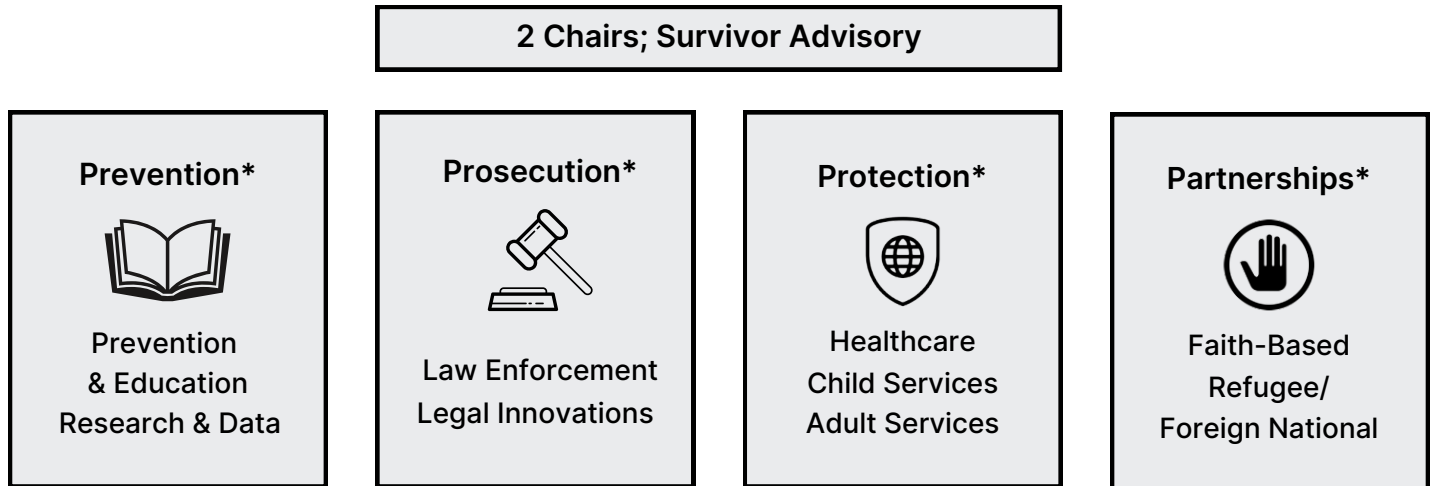 2 Chairs; Survivor Advisory
Prevention*
Prevention
& Education
Research & Data
Prosecution*
Law Enforcement
Legal Innovations
Protection*
Healthcare
Child Services
Adult Services
Partnerships*
Faith-Based
Refugee/
Foreign National